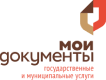 мои
документы
государственные
и муниципальные услуги